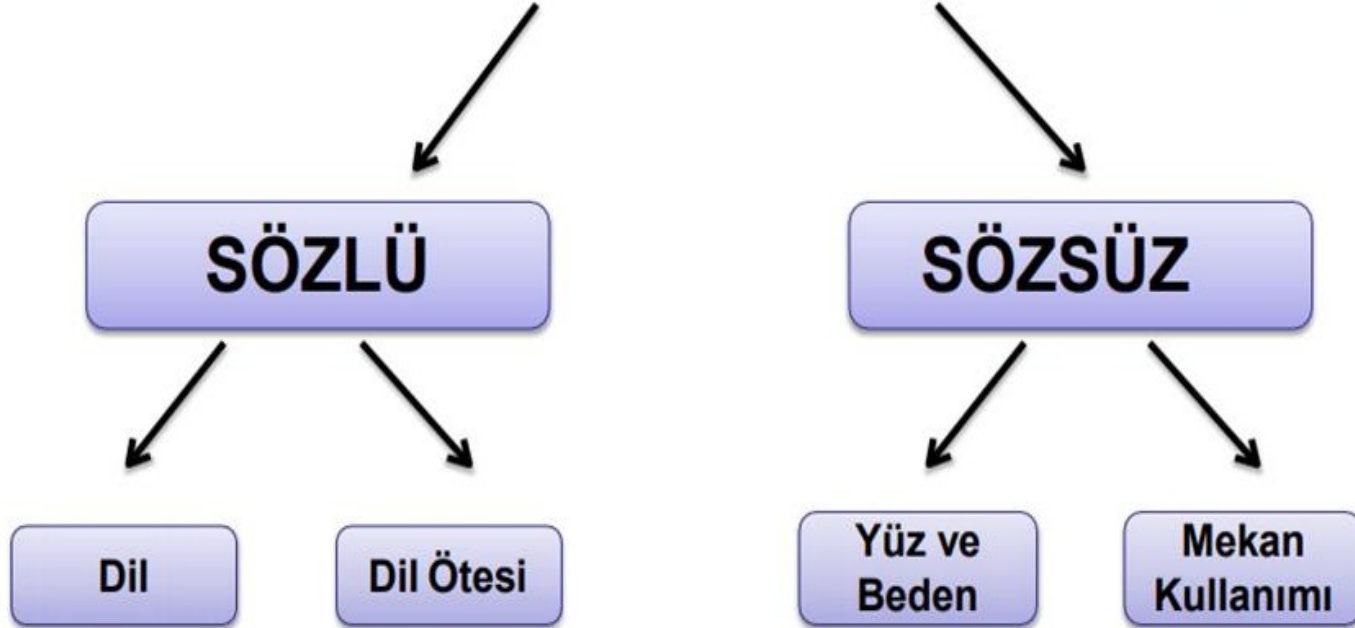 SÖZLÜ
SÖZSÜZ
Dil
Dil Ötesi
Yüz ve
Beden
Mekan
Kullanımı